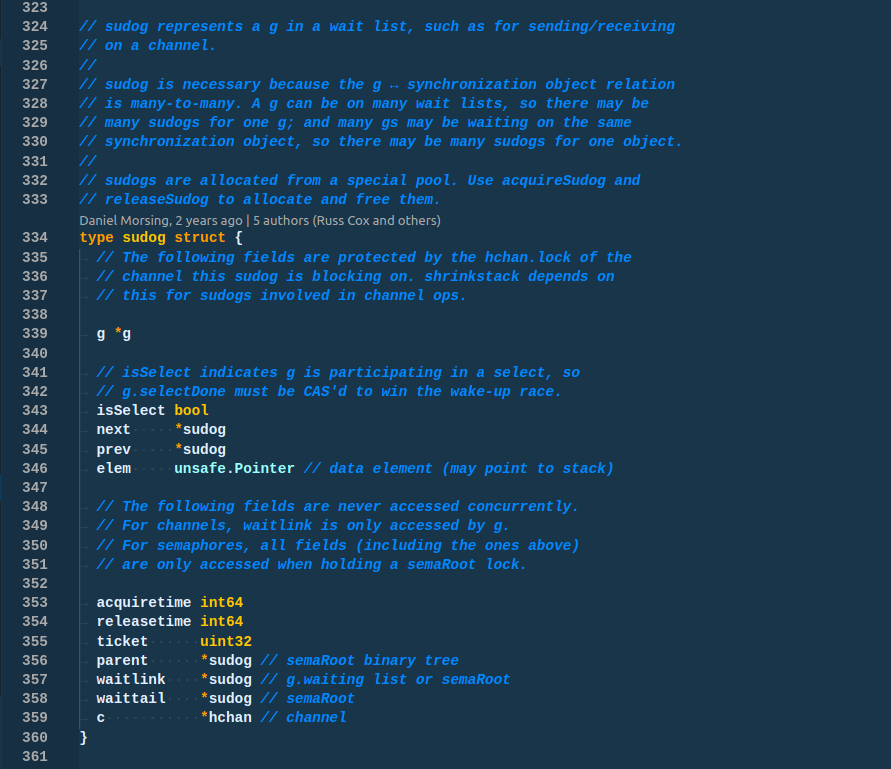 323
324 // sudog represents a g in a wait list, such as for sending/receiving
325 // on a channel.
326 //
327 // sudog is necessary because the g ↔ synchronization object relation
328 // is many-to-many. A g can be on many wait lists, so there may be
329 // many sudogs for one g; and many gs may be waiting on the same
330 // synchronization object, so there may be many sudogs for one object.
331 //
332 // sudogs are allocated from a special pool. Use acquireSudog and
333 // releaseSudog to allocate and free them.
Daniel Morsing, 2 years ago | 5 authors (Russ Cox and others)
334 type sudog struct {
335 // The following fields are protected by the hchan.lock of the
336 // channel this sudog is blocking on. shrinkstack depends on
337 // this for sudogs involved in channel ops.
338
339 g *g
340
341 // isSelect indicates g is participating in a select, so
342 // g.selectDone must be CAS'd to win the wake-up race.
343 isSelect bool
344 next *sudog
345 prev *sudog
346 elem unsafe.Pointer // data element (may point to stack)
347
348 // The following fields are never accessed concurrently.
349 // For channels, waitlink is only accessed by g.
350 // For semaphores, all fields (including the ones above)
351 // are only accessed when holding a semaRoot lock.
352
353 acquiretime int64
354 releasetime int64
355 ticket uint32
356 parent *sudog // semaRoot binary tree
357 waitlink *sudog // g.waiting list or semaRoot
358 waittail *sudog // semaRoot
359 c *hchan // channel
360 }
361